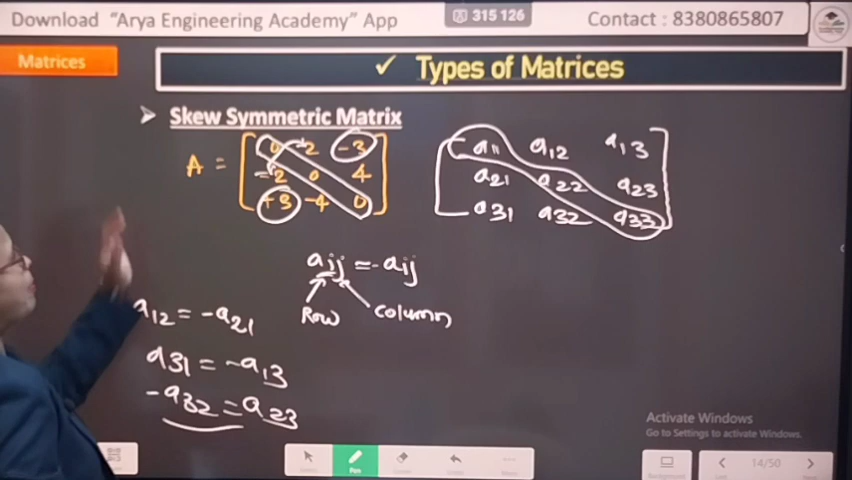 Download "Arya Engineering Academy" App
315 126
Contact : 8380865807
Matrices
✓ Types of Matrices
➤ Skew Symmetric Matrix
A = [ 0 2 -3
-2 0 4
+3 -4 0 ]
[ a11 a12 a13
a21 a22 a23
a31 a32 a33 ]
aij = -aij
Row column
a12 = -a21
a31 = -a13
-a32 = a23
Activate Windows
Go to Settings to activate Windows.
Pen
Background
14/50